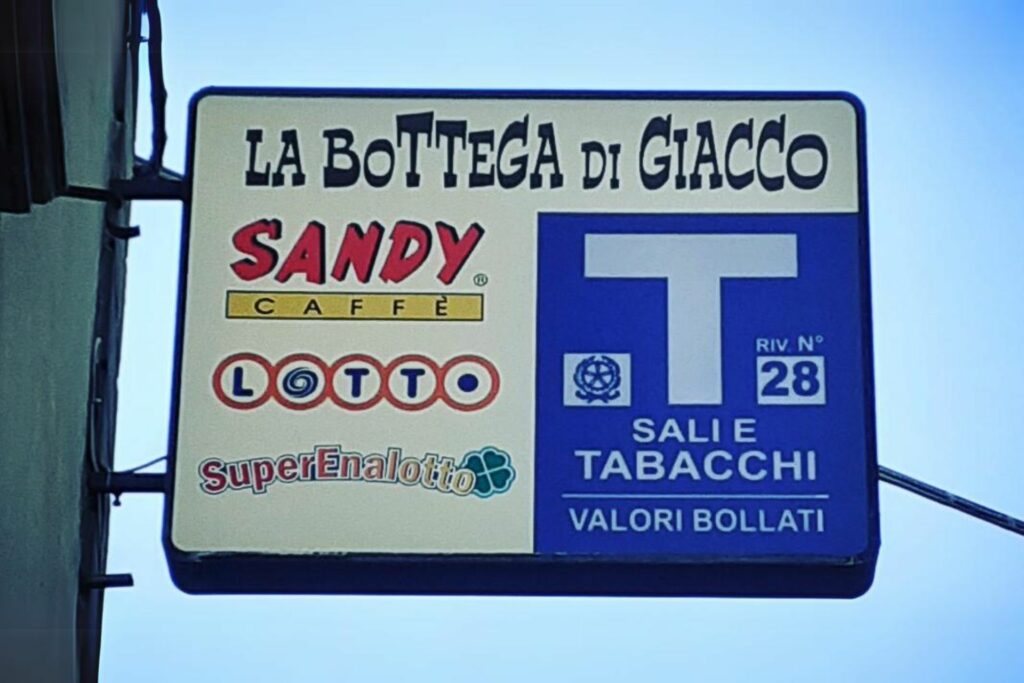 LA BOTTEGA DI GIACCO
SANDY®
CAFFÈ
LOTTO
SuperEnalotto
T
RIV. N°
28
SALI E
TABACCHI
VALORI BOLLATI